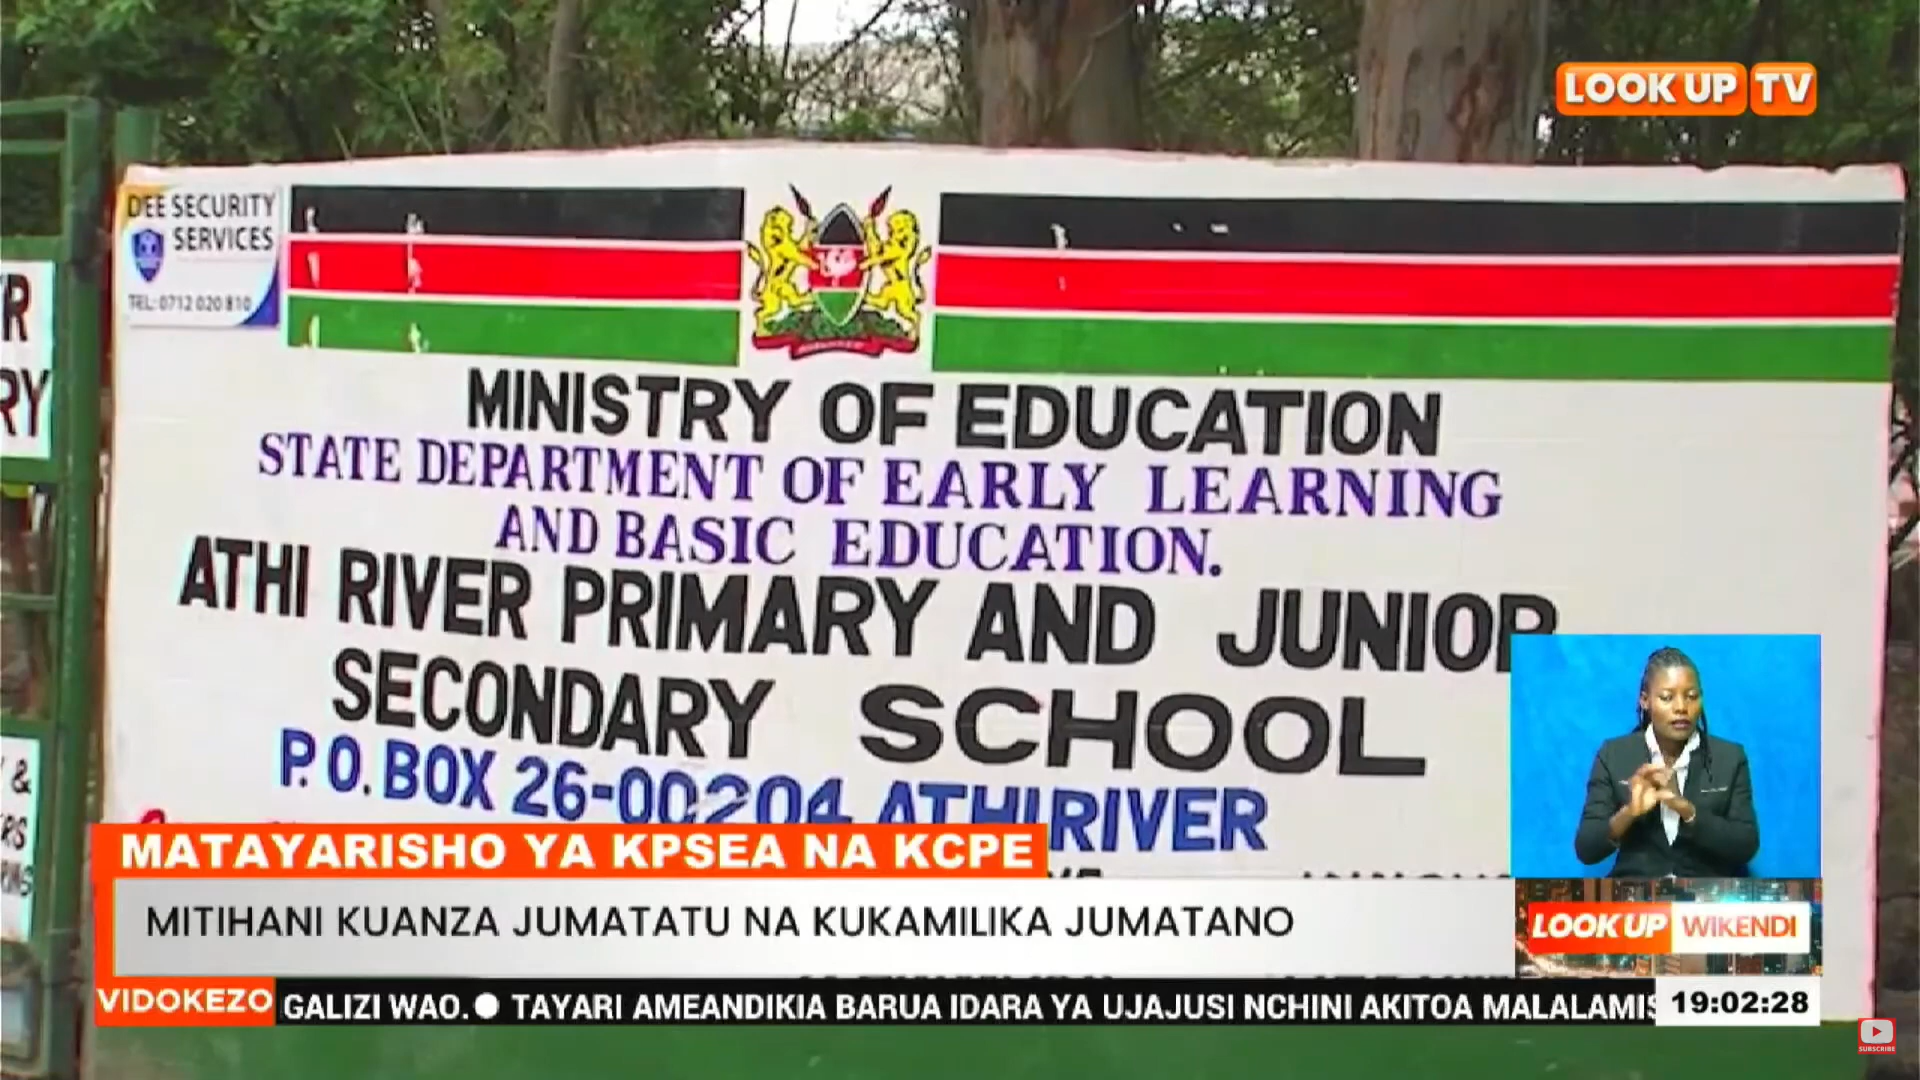 LOOK UP TV
DEE SECURITY
SERVICES
TEL: 0712 020 810
MINISTRY OF EDUCATION
STATE DEPARTMENT OF EARLY LEARNING
AND BASIC EDUCATION.
ATHI RIVER PRIMARY AND JUNIOR
SECONDARY SCHOOL
P.O. BOX 26-00204 ATHI RIVER
MATAYARISHO YA KPSEA NA KCPE
MITIHANI KUANZA JUMATATU NA KUKAMILIKA JUMATANO
LOOK UP WIKENDI
VIDOKEZO
GALIZI WAO. ● TAYARI AMEANDIKIA BARUA IDARA YA UJAJUSI NCHINI AKITOA MALALAMIS
19:02:28
SUBSCRIBE